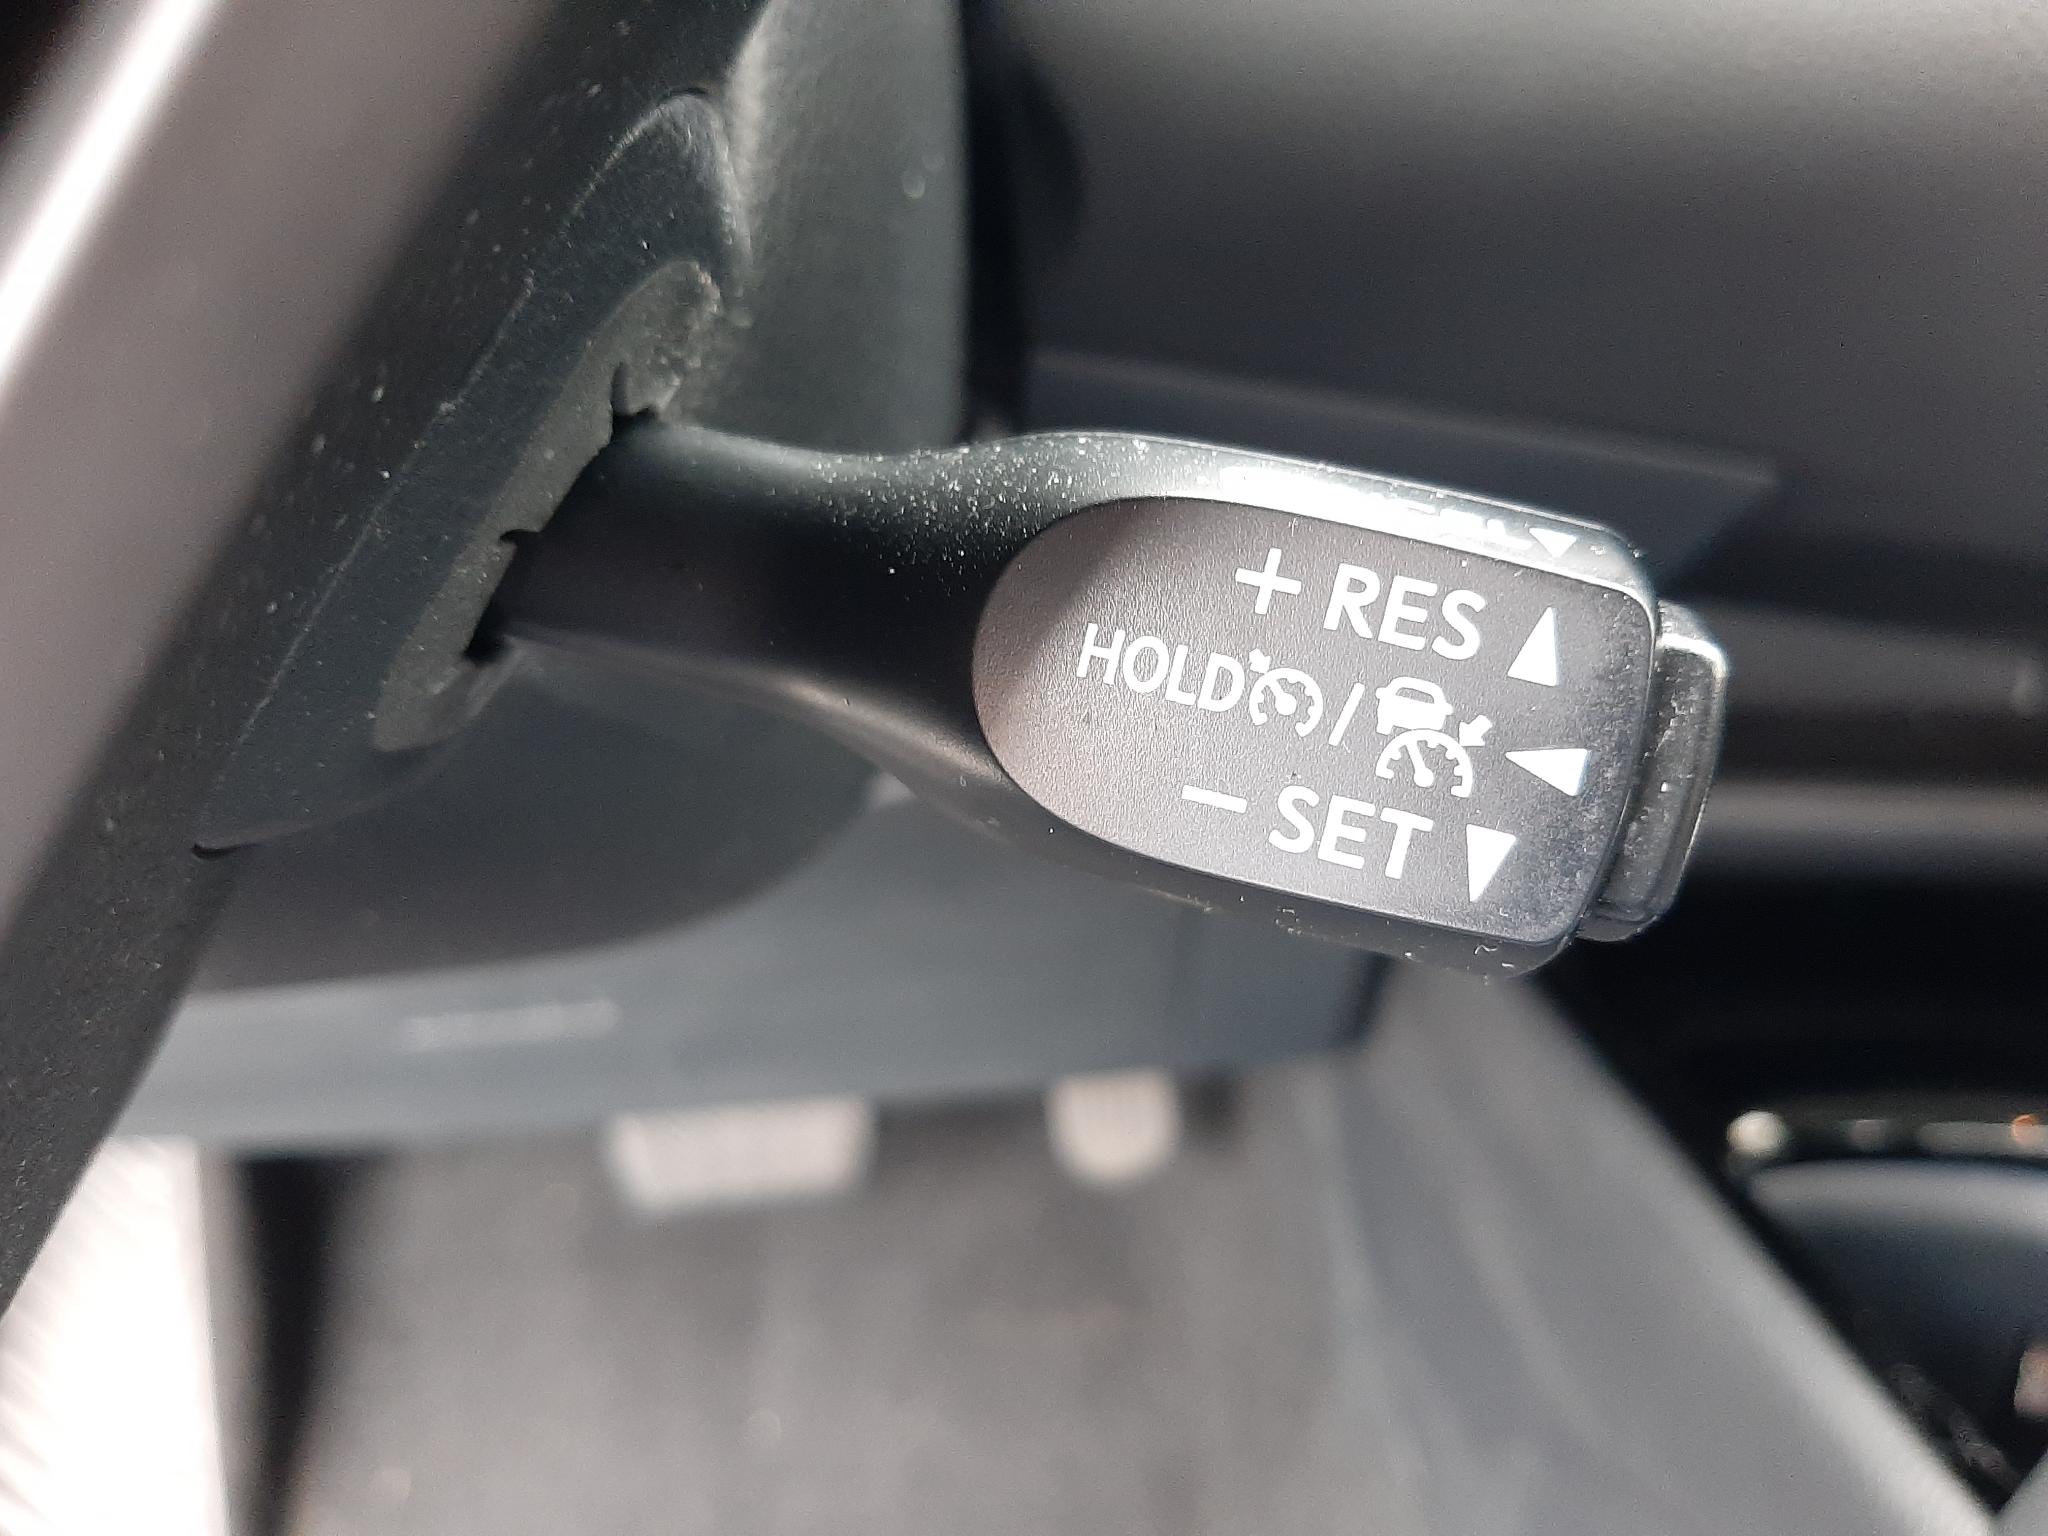 + RES
HOLD /
− SET